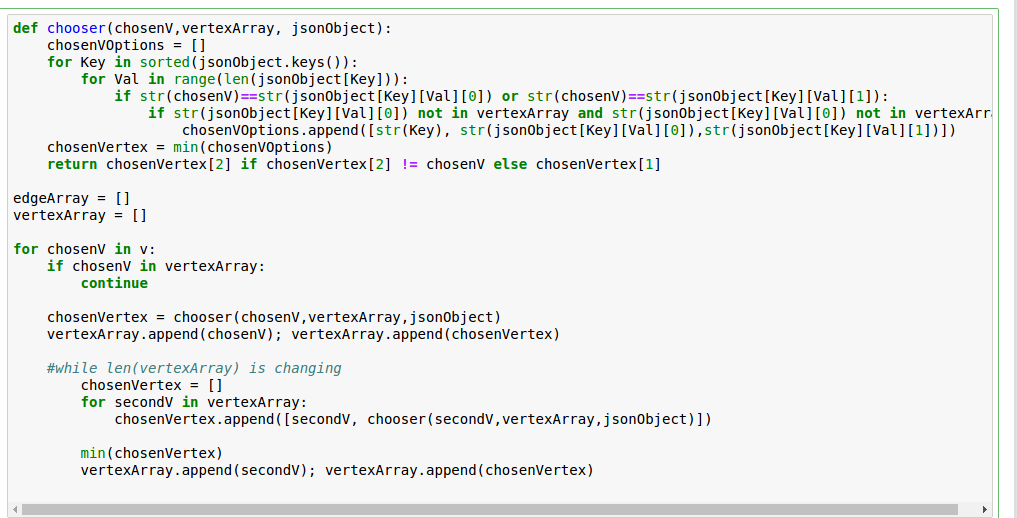 def chooser(chosenV,vertexArray, jsonObject):
    chosenVOptions = []
    for Key in sorted(jsonObject.keys()):
        for Val in range(len(jsonObject[Key])):
            if str(chosenV)==str(jsonObject[Key][Val][0]) or str(chosenV)==str(jsonObject[Key][Val][1]):
                if str(jsonObject[Key][Val][0]) not in vertexArray and str(jsonObject[Key][Val][0]) not in vertexArr
                    chosenVOptions.append([str(Key), str(jsonObject[Key][Val][0]),str(jsonObject[Key][Val][1])])
    chosenVertex = min(chosenVOptions)
    return chosenVertex[2] if chosenVertex[2] != chosenV else chosenVertex[1]
edgeArray = []
vertexArray = []
for chosenV in v:
    if chosenV in vertexArray:
        continue
    chosenVertex = chooser(chosenV,vertexArray,jsonObject)
    vertexArray.append(chosenV); vertexArray.append(chosenVertex)
    #while len(vertexArray) is changing
        chosenVertex = []
        for secondV in vertexArray:
            chosenVertex.append([secondV, chooser(secondV,vertexArray,jsonObject)])
        min(chosenVertex)
        vertexArray.append(secondV); vertexArray.append(chosenVertex)